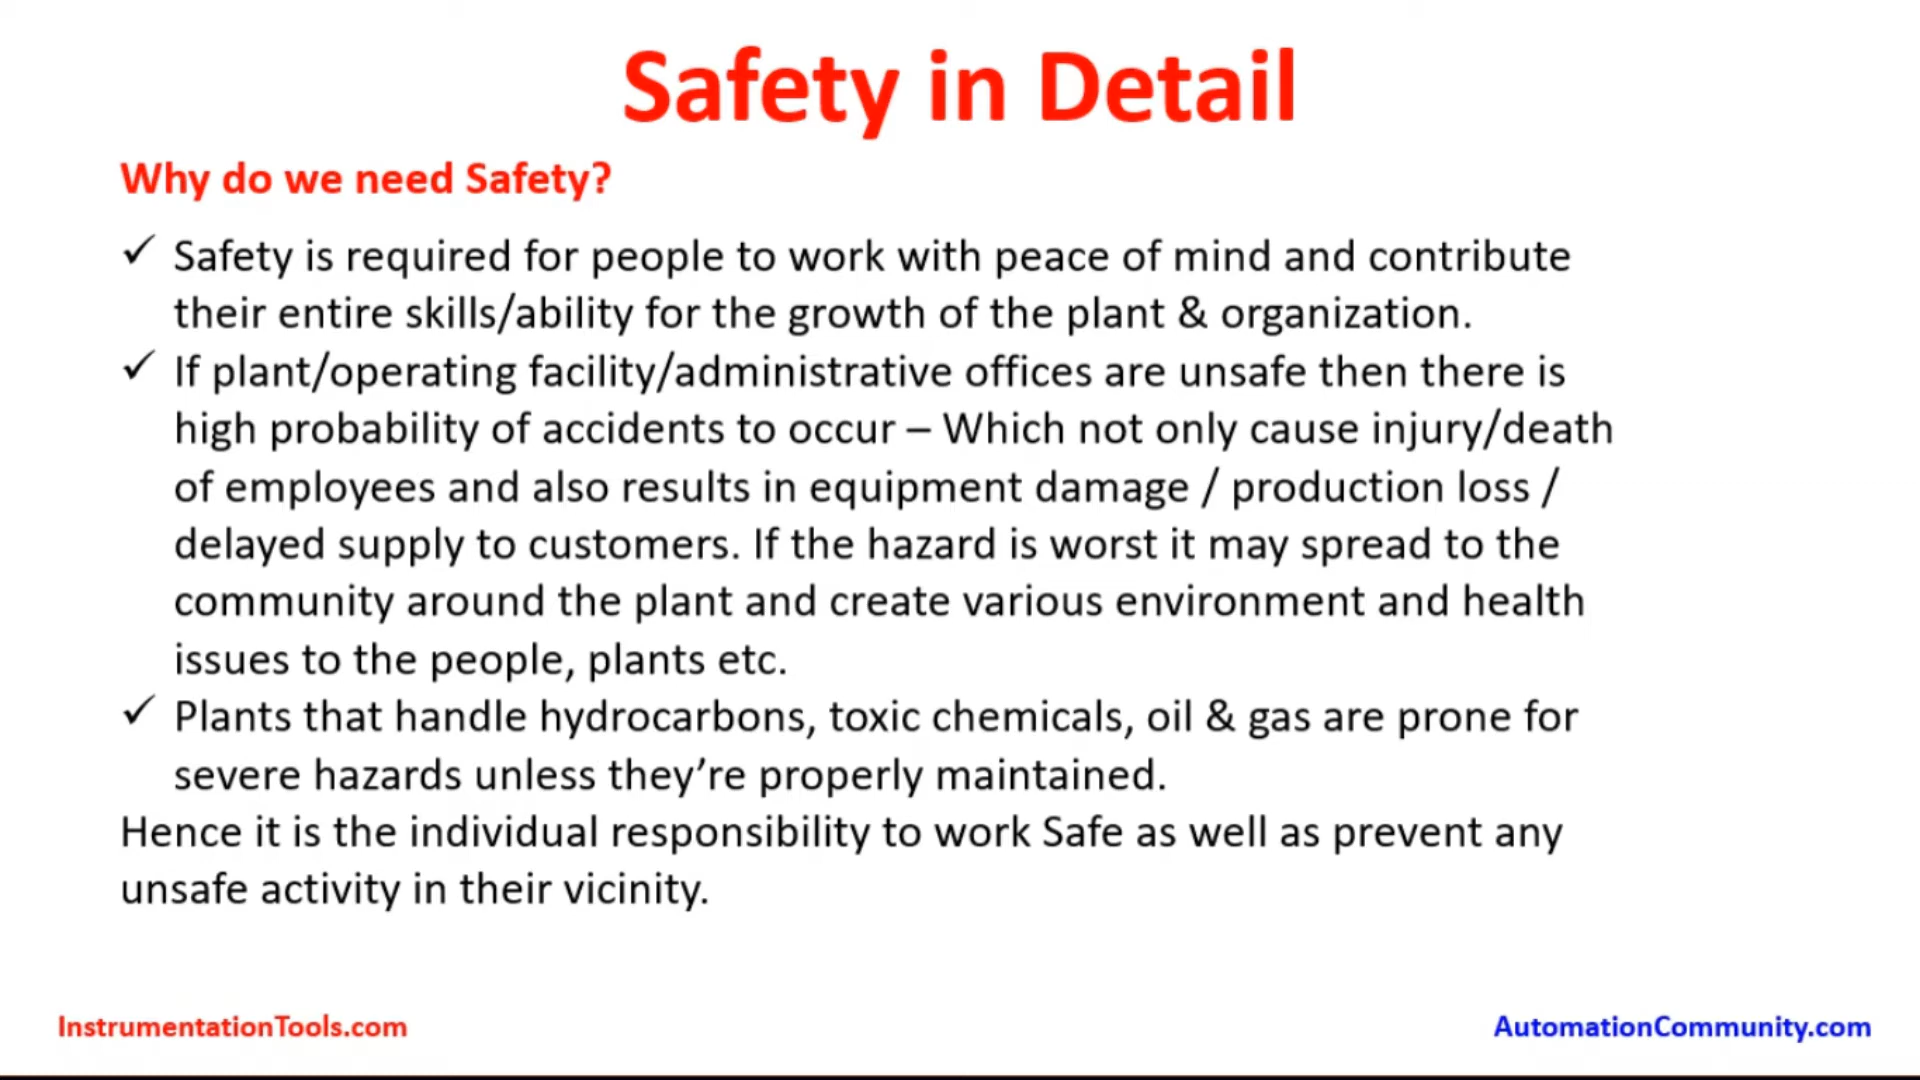 Safety in Detail
Why do we need Safety?
✓ Safety is required for people to work with peace of mind and contribute
their entire skills/ability for the growth of the plant & organization.
✓ If plant/operating facility/administrative offices are unsafe then there is
high probability of accidents to occur – Which not only cause injury/death
of employees and also results in equipment damage / production loss /
delayed supply to customers. If the hazard is worst it may spread to the
community around the plant and create various environment and health
issues to the people, plants etc.
✓ Plants that handle hydrocarbons, toxic chemicals, oil & gas are prone for
severe hazards unless they’re properly maintained.
Hence it is the individual responsibility to work Safe as well as prevent any
unsafe activity in their vicinity.
InstrumentationTools.com
AutomationCommunity.com